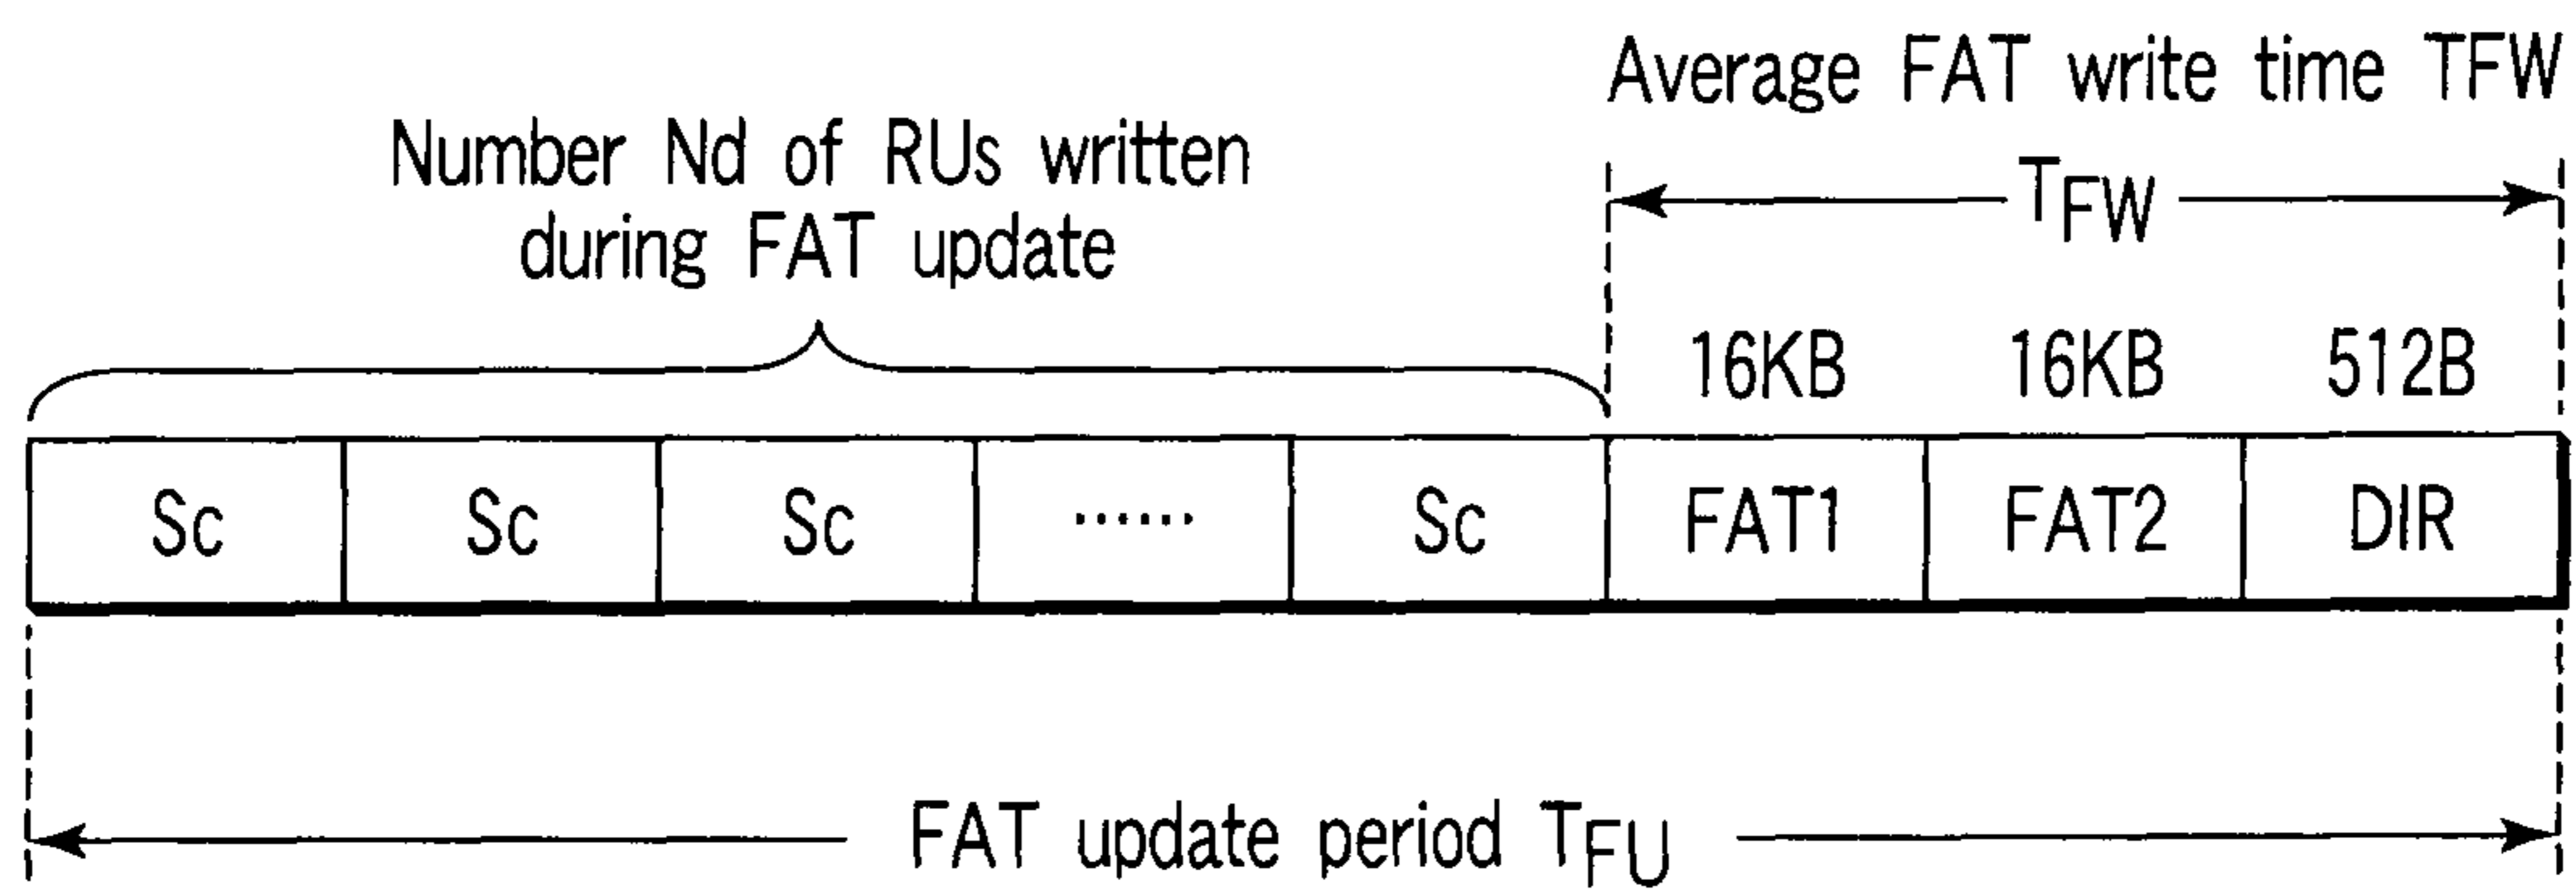 Average FAT write time TFW
Number Nd of RUs written
during FAT update
TFW
16KB 16KB 512B
Sc Sc Sc ...... Sc FAT1 FAT2 DIR
FAT update period TFU